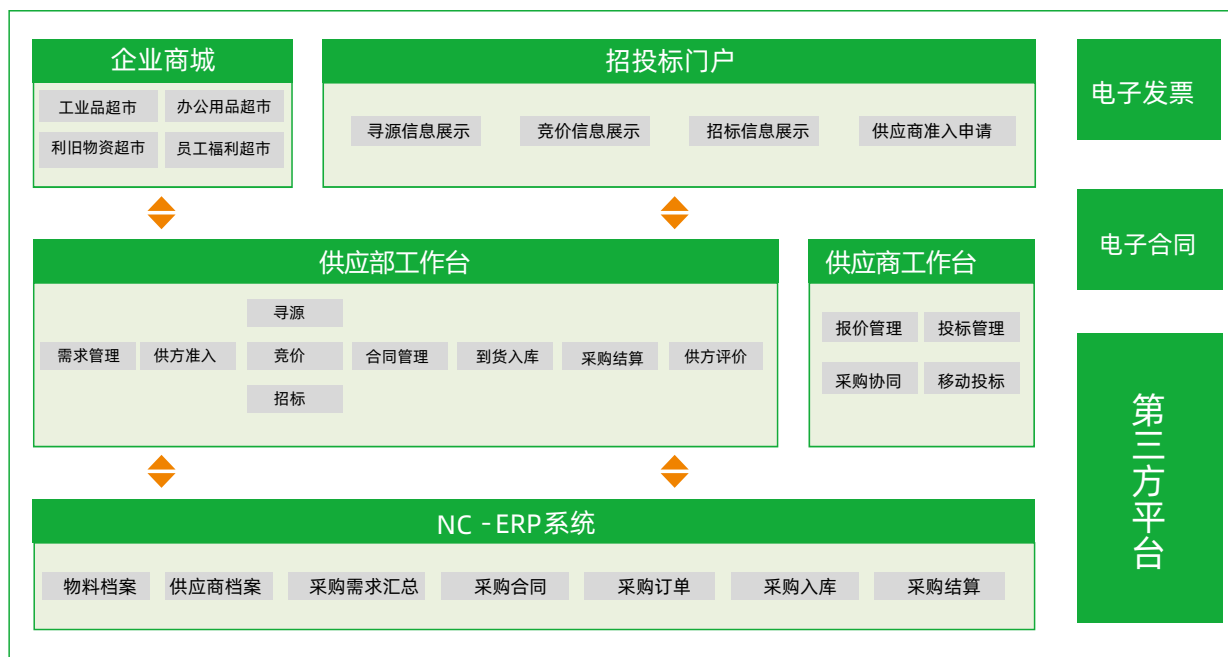 企业商城
工业品超市
办公用品超市
利旧物资超市
员工福利超市
招投标门户
寻源信息展示
竞价信息展示
招标信息展示
供应商准入申请
电子发票
电子合同
供应部工作台
寻源
需求管理
供方准入
竞价
合同管理
到货入库
采购结算
供方评价
招标
供应商工作台
报价管理
投标管理
采购协同
移动投标
第三方平台
NC -ERP系统
物料档案
供应商档案
采购需求汇总
采购合同
采购订单
采购入库
采购结算